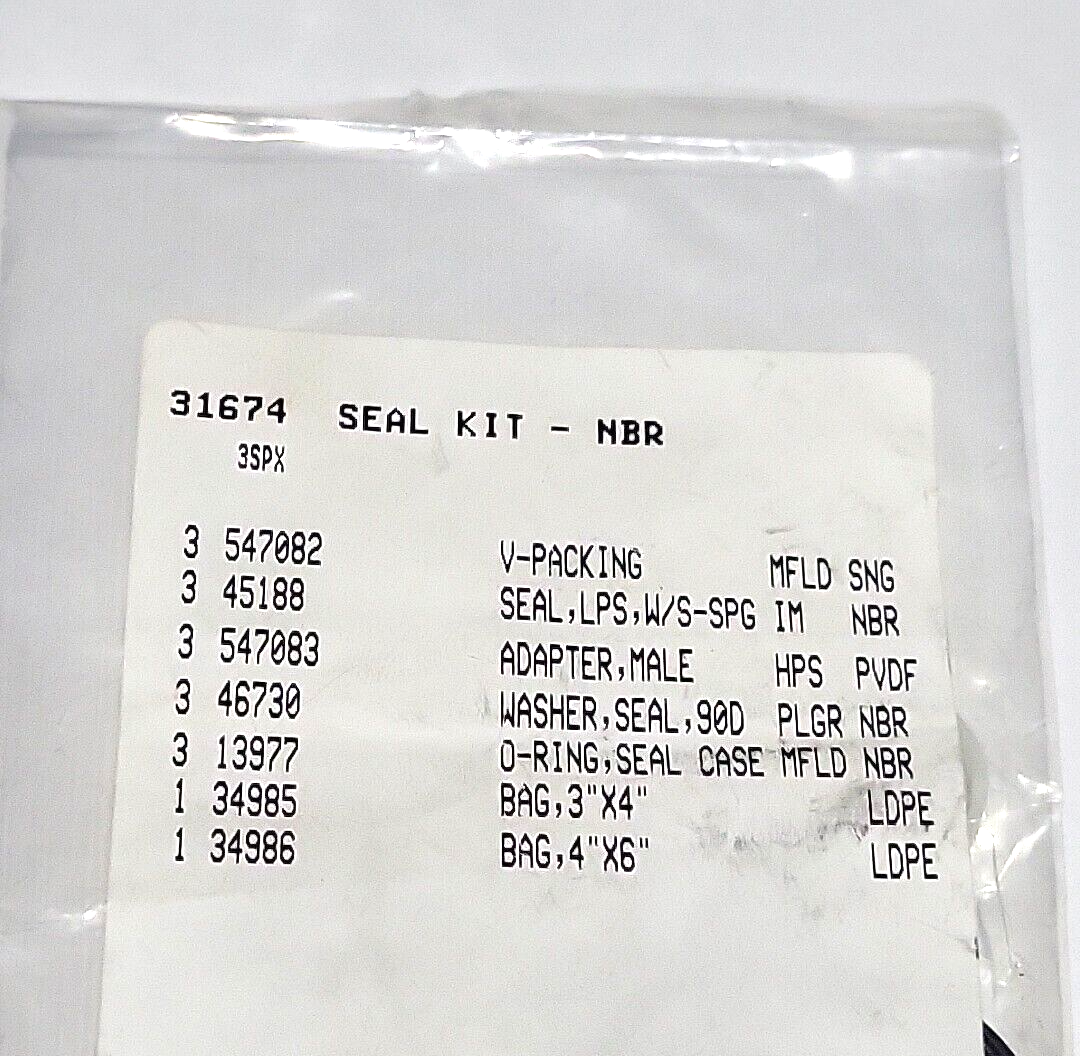 31674 SEAL KIT - NBR
3SPX
3 547082 V-PACKING MFLD SNG
3 45188 SEAL,LPS,W/S-SPG IM NBR
3 547083 ADAPTER,MALE HPS PVDF
3 46730 WASHER,SEAL,90D PLGR NBR
3 13977 O-RING,SEAL CASE MFLD NBR
1 34985 BAG,3"X4" LDPE
1 34986 BAG,4"X6" LDPE